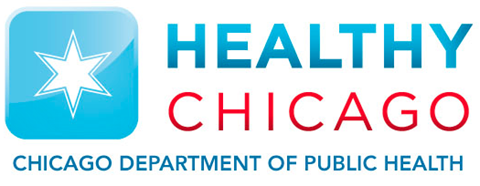 HEALTHY
CHICAGO
CHICAGO DEPARTMENT OF PUBLIC HEALTH